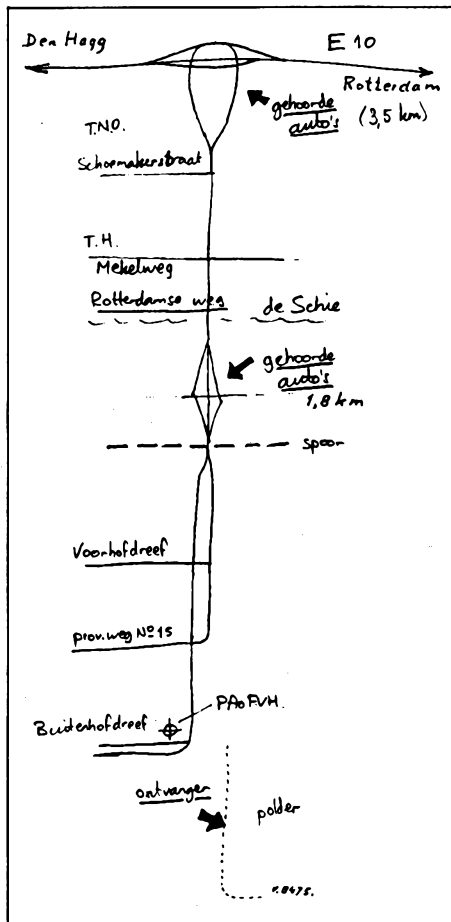 Den Hagg
E 10
Rotterdam
(3,5 km)
gehoorde
auto's
T.N.O.
Schoemakerstraat
T.H.
Mekelweg
Rotterdamse weg
de Schie
gehoorde
auto's
1,8 km
spoor
Voorhofdreef
prov. weg Nº 15
PAoFVH.
Buitenhofdreef
ontvanger
polder